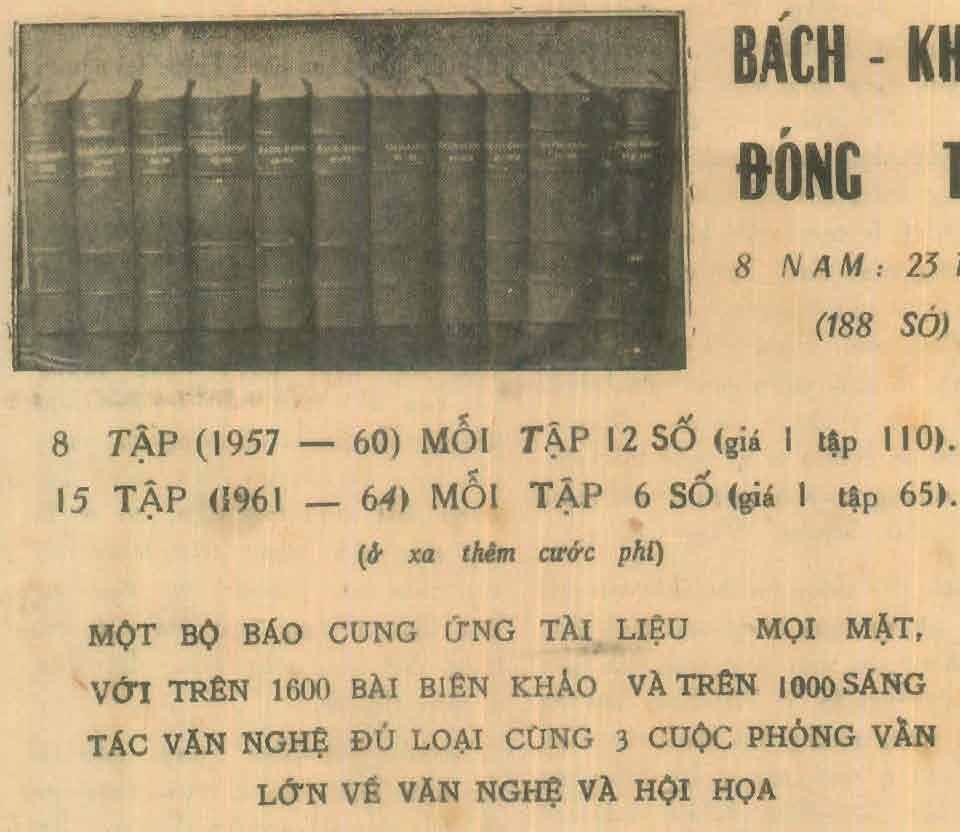 BÁCH - KH
ĐÓNG T
8 NAM: 23
(188 SỐ)
8 TẬP (1957 — 60) MỖI TẬP 12 SỐ (giá 1 tập 110).
15 TẬP (1961 — 64) MỖI TẬP 6 SỐ (giá 1 tập 65).
(ở xa thêm cước phí)
MỘT BỘ BÁO CUNG ỨNG TÀI LIỆU MỌI MẶT,
VỚI TRÊN 1600 BÀI BIÊN KHẢO VÀ TRÊN 1000 SÁNG
TÁC VĂN NGHỆ ĐỦ LOẠI CÙNG 3 CUỘC PHỎNG VẤN
LỚN VỀ VĂN NGHỆ VÀ HỘI HỌA